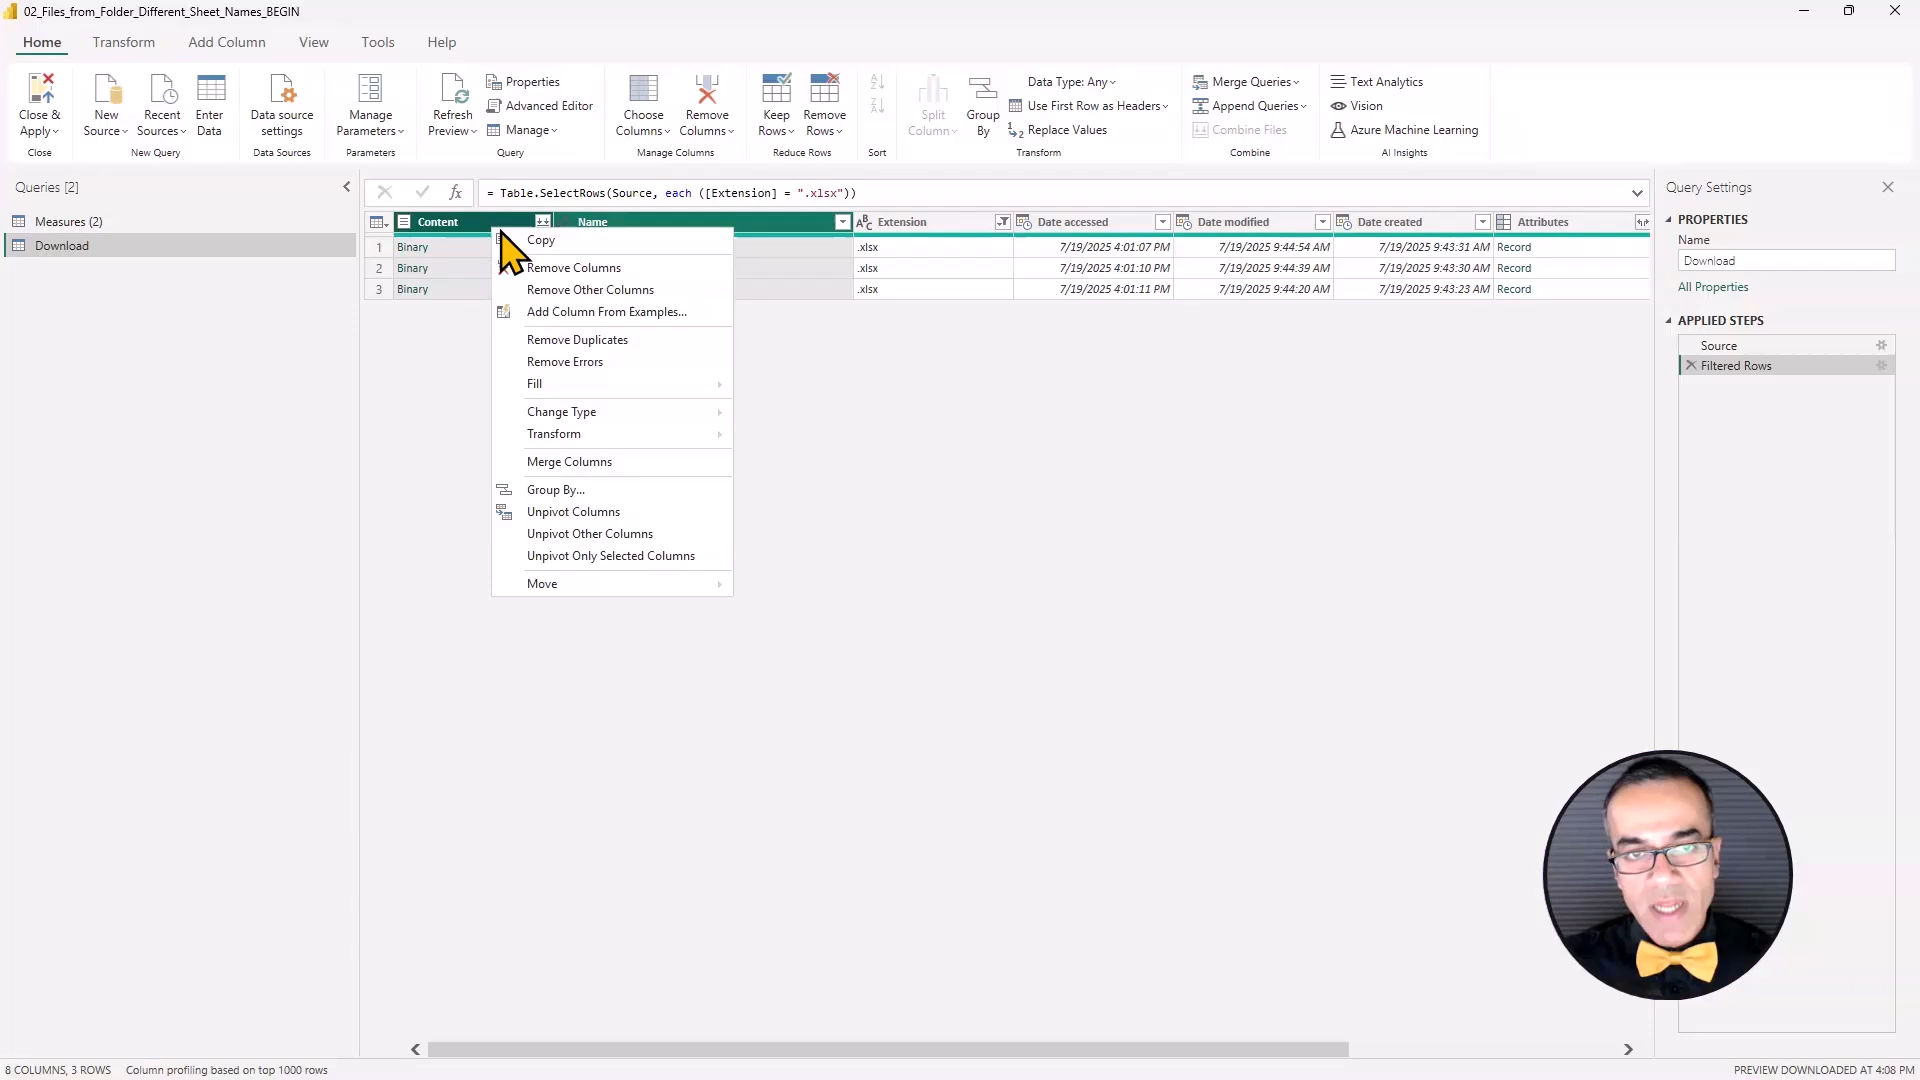 02_Files_from_Folder_Different_Sheet_Names_BEGIN
Home Transform Add Column View Tools Help
Close & Apply
Close
New Source
Recent Sources
Enter Data
New Query
Data source settings
Data Sources
Manage Parameters
Parameters
Refresh Preview
Properties
Advanced Editor
Manage
Query
Choose Columns
Remove Columns
Manage Columns
Keep Rows
Remove Rows
Reduce Rows
Sort
Split Column
Group By
Data Type: Any
Use First Row as Headers
Replace Values
Transform
Merge Queries
Append Queries
Combine Files
Combine
Text Analytics
Vision
Azure Machine Learning
AI Insights
Queries [2]
Measures (2)
Download
= Table.SelectRows(Source, each ([Extension] = ".xlsx"))
Content Name Extension Date accessed Date modified Date created Attributes
1 Binary .xlsx 7/19/2025 4:01:07 PM 7/19/2025 9:44:54 AM 7/19/2025 9:43:31 AM Record
2 Binary .xlsx 7/19/2025 4:01:10 PM 7/19/2025 9:44:39 AM 7/19/2025 9:43:30 AM Record
3 Binary .xlsx 7/19/2025 4:01:11 PM 7/19/2025 9:44:20 AM 7/19/2025 9:43:23 AM Record
Copy
Remove Columns
Remove Other Columns
Add Column From Examples...
Remove Duplicates
Remove Errors
Fill
Change Type
Transform
Merge Columns
Group By...
Unpivot Columns
Unpivot Other Columns
Unpivot Only Selected Columns
Move
Query Settings
PROPERTIES
Name
Download
All Properties
APPLIED STEPS
Source
Filtered Rows
8 COLUMNS, 3 ROWS Column profiling based on top 1000 rows
PREVIEW DOWNLOADED AT 4:08 PM